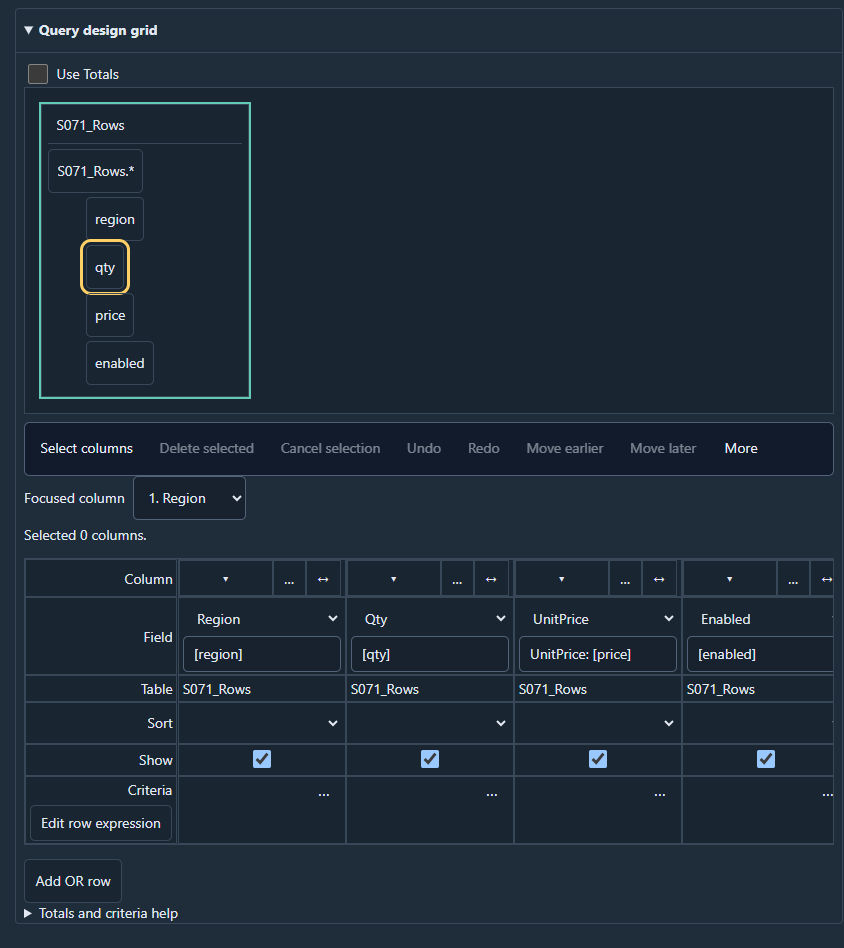 ▼ Query design grid
Use Totals
S071_Rows
S071_Rows.*
region
qty
price
enabled
Select columns Delete selected Cancel selection Undo Redo Move earlier Move later More
Focused column 1. Region
Selected 0 columns.
Column ▾ ... ↔ ▾ ... ↔ ▾ ... ↔ ▾ ... ↔
Field Region Qty UnitPrice Enabled
[region] [qty] UnitPrice: [price] [enabled]
Table S071_Rows S071_Rows S071_Rows S071_Rows
Sort
Show
Criteria ... ... ... ...
Edit row expression
Add OR row
▶ Totals and criteria help